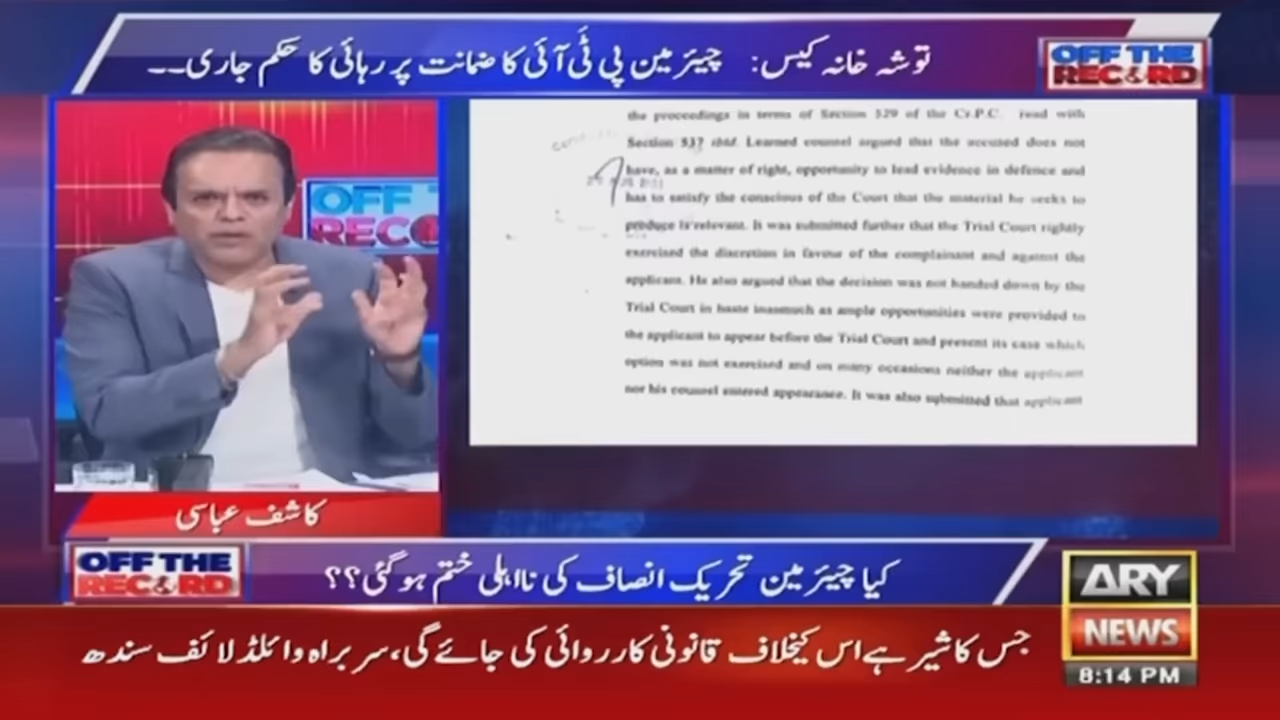 توشہ خانہ کیس: چیئرمین پی ٹی آئی کا ضمانت پر رہائی کا حکم جاری۔۔
OFF THE RECORD
OFF THE
REC
the proceedings in terms of Section 529 of the Cr.P.C. read with
Section 537 ibid. Learned counsel argued that the accused does not
have, as a matter of right, opportunity to lead evidence in defence and
has to satisfy the conscious of the Court that the material he seeks to
produce is relevant. It was submitted further that the Trial Court rightly
exercised the discretion in favour of the complainant and against the
applicant. He also argued that the decision was not handed down by the
Trial Court in haste inasmuch as ample opportunities were provided to
the applicant to appear before the Trial Court and present its case which
option was not exercised and on many occasions neither the applicant
nor his counsel entered appearance. It was also submitted that applicant
کاشف عباسی
OFF THE RECORD
کیا چیئرمین تحریک انصاف کی نااہلی ختم ہوگئی؟؟
ARY NEWS
جس کا شیر ہے اس کیخلاف قانونی کارروائی کی جائے گی، سربراہ وائلڈ لائف سندھ
8:14 PM